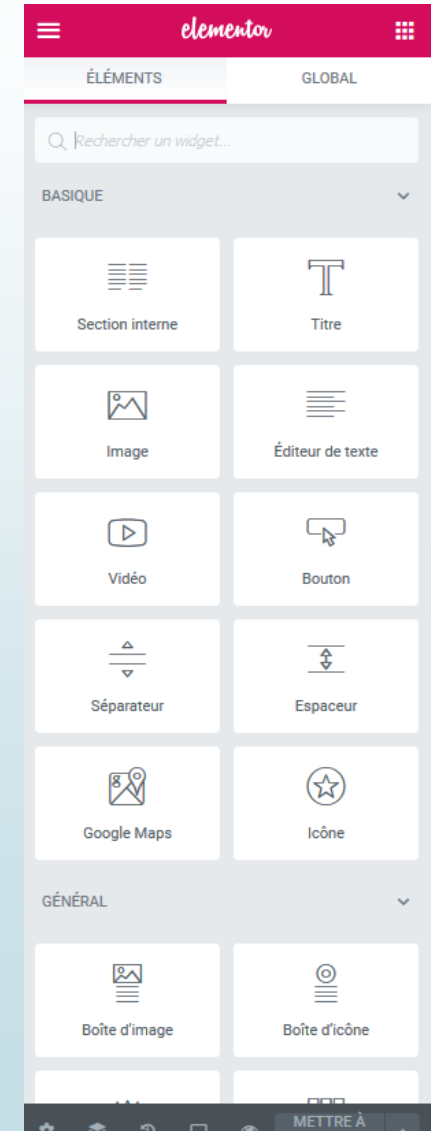 elementor
ÉLÉMENTS GLOBAL
Rechercher un widget...
BASIQUE
Section interne Titre
Image Éditeur de texte
Vidéo Bouton
Séparateur Espaceur
Google Maps Icône
GÉNÉRAL
Boîte d'image Boîte d'icône
METTRE À